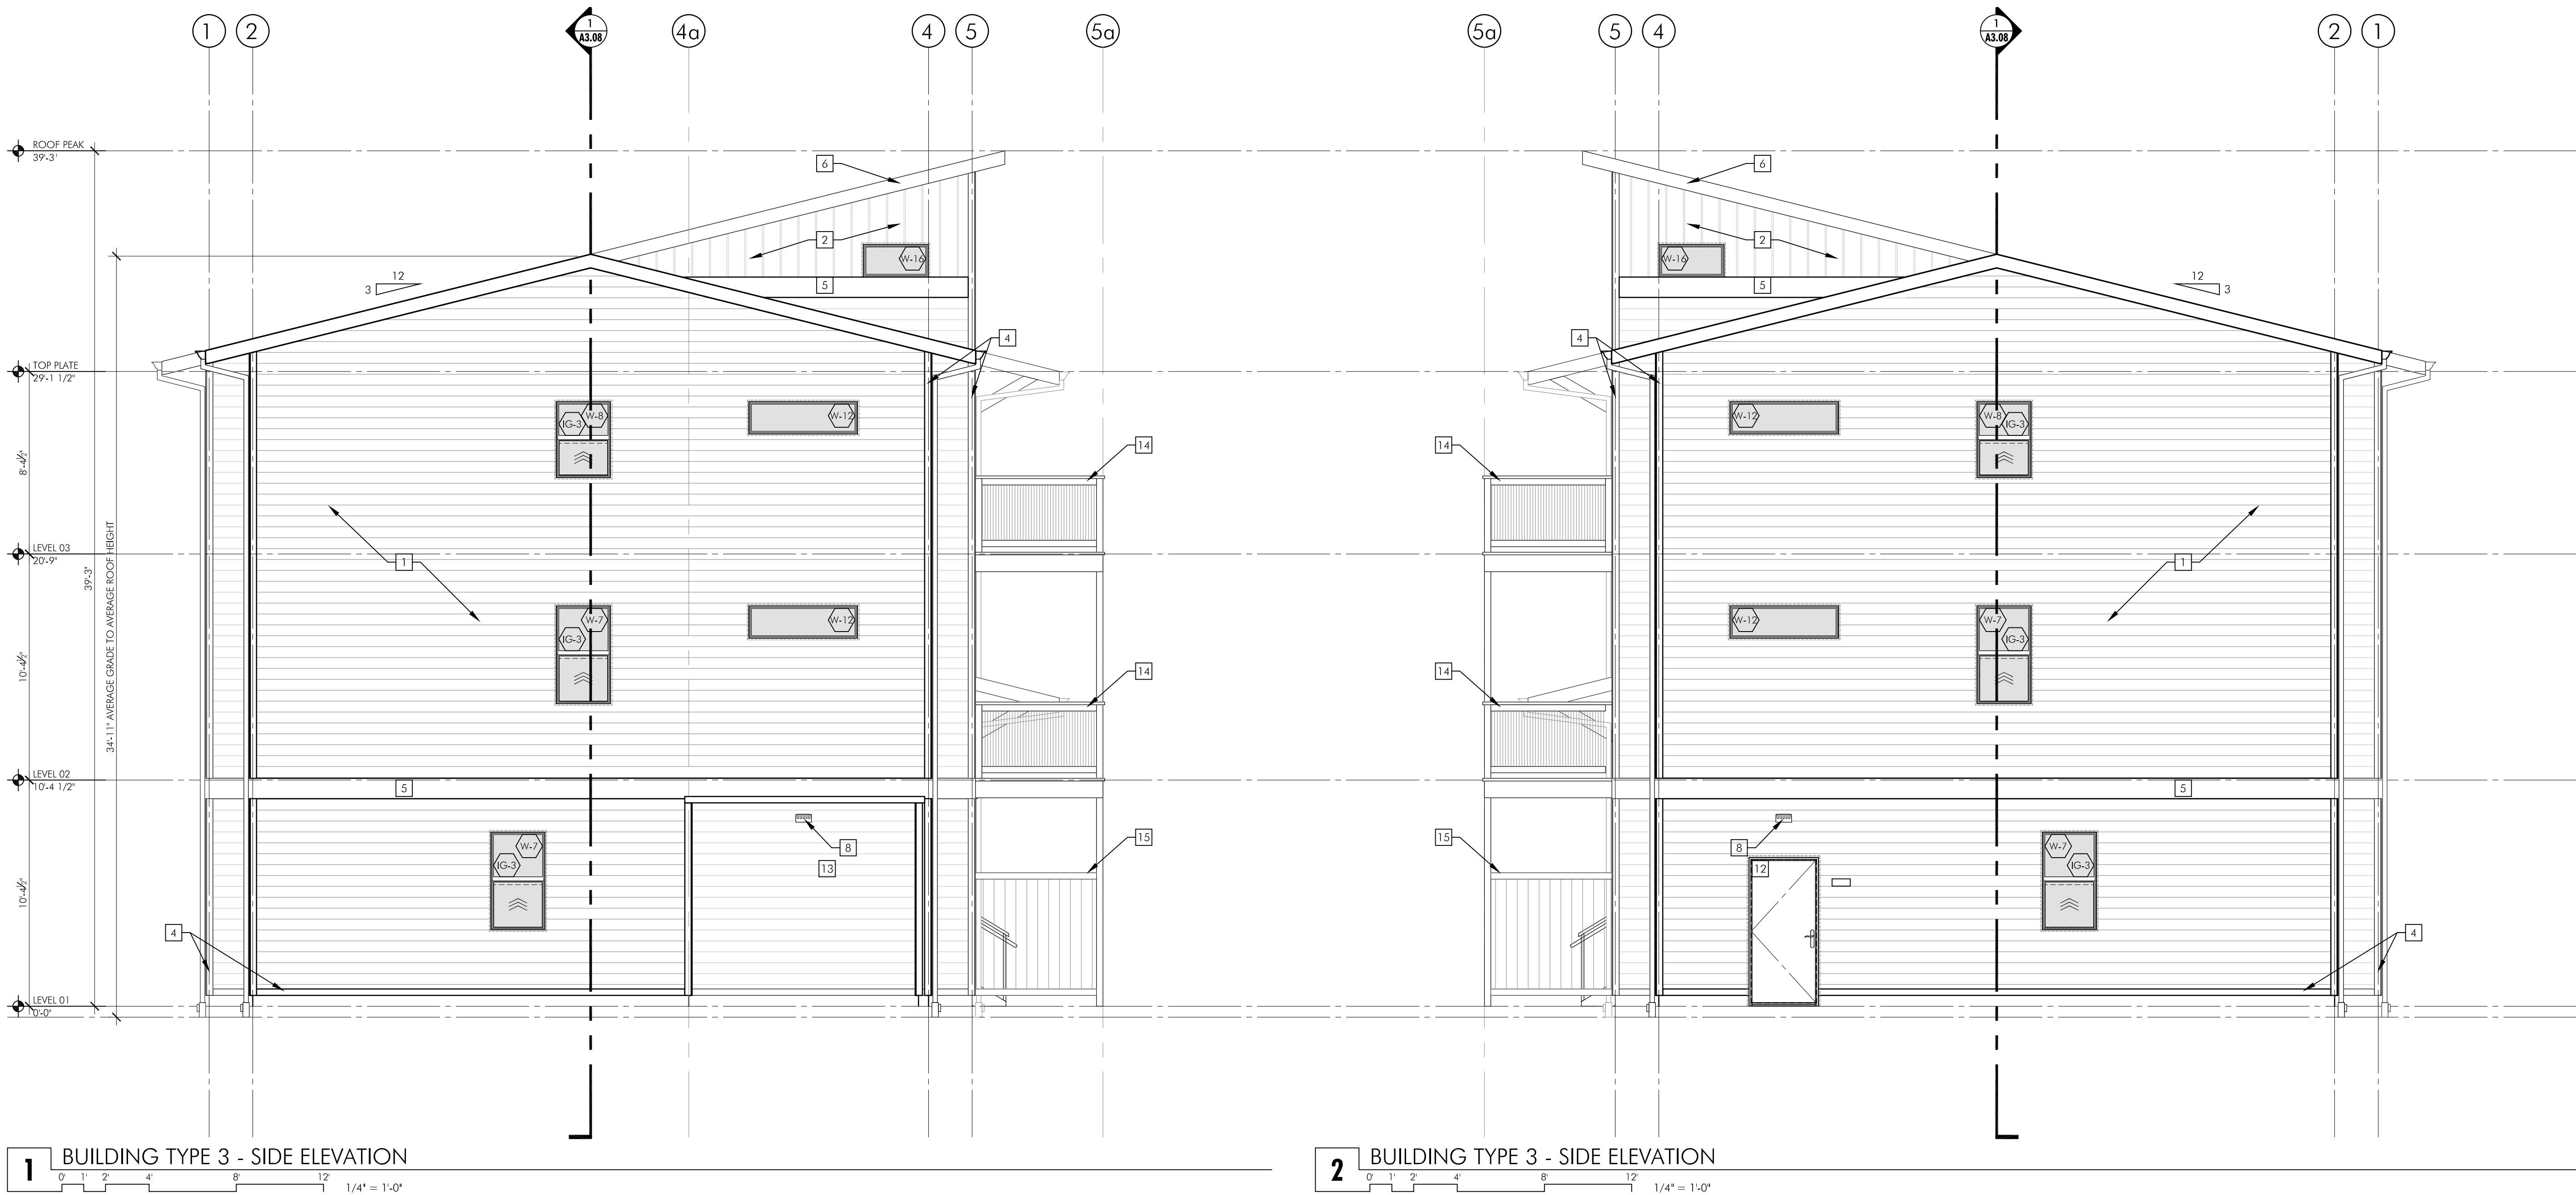 1 2 1 4a 4 5 5a 5a 5 4 1 2 1
A3.08 A3.08
ROOF PEAK
39'-3"
6 6
2 2
W-16 W-16
12 12
3 5 5 3
4 4
TOP PLATE
29'-1 1/2"
W-8 W-12 W-12 W-8
IG-3 IG-3
14 14
8'-4½"
LEVEL 03
20'-9"
1 1
39'-3"
34'-11" AVERAGE GRADE TO AVERAGE ROOF HEIGHT
W-7 W-12 W-12 W-7
IG-3 IG-3
10'-4½"
14 14
LEVEL 02
10'-4 1/2"
5 5
8 15 15 8
W-7 W-7
IG-3 13 12 IG-3
10'-4½"
4 4
LEVEL 01
0'-0"
1 BUILDING TYPE 3 - SIDE ELEVATION
0' 1' 2' 4' 8' 12'
1/4" = 1'-0"
2 BUILDING TYPE 3 - SIDE ELEVATION
0' 1' 2' 4' 8' 12'
1/4" = 1'-0"